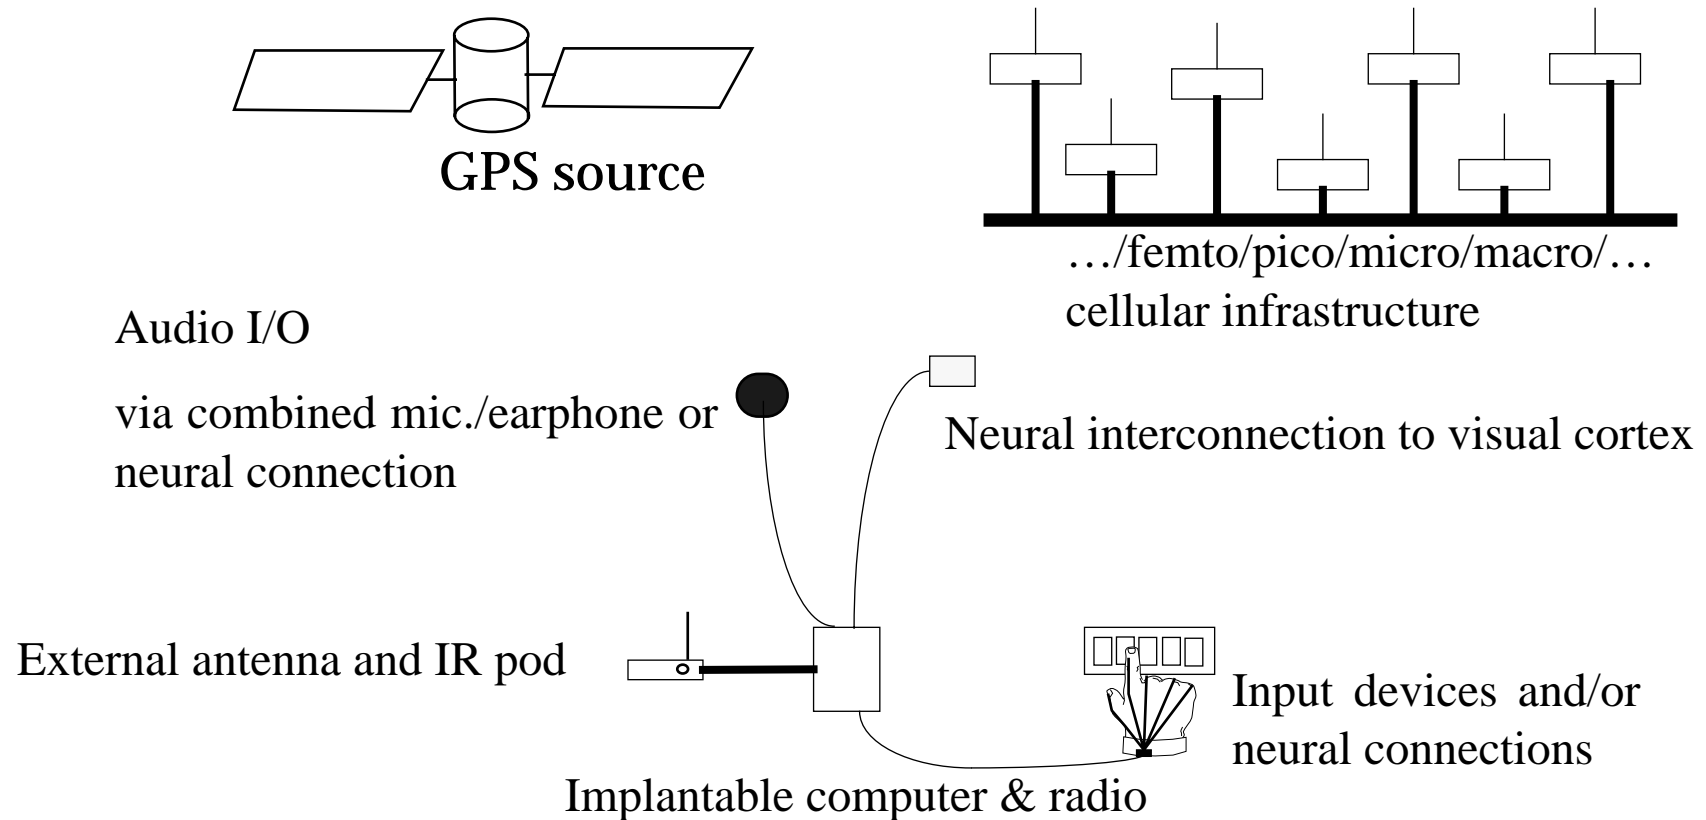 GPS source
…/femto/pico/micro/macro/…
cellular infrastructure
Audio I/O
via combined mic./earphone or
neural connection
Neural interconnection to visual cortex
External antenna and IR pod
Input devices and/or
neural connections
Implantable computer & radio